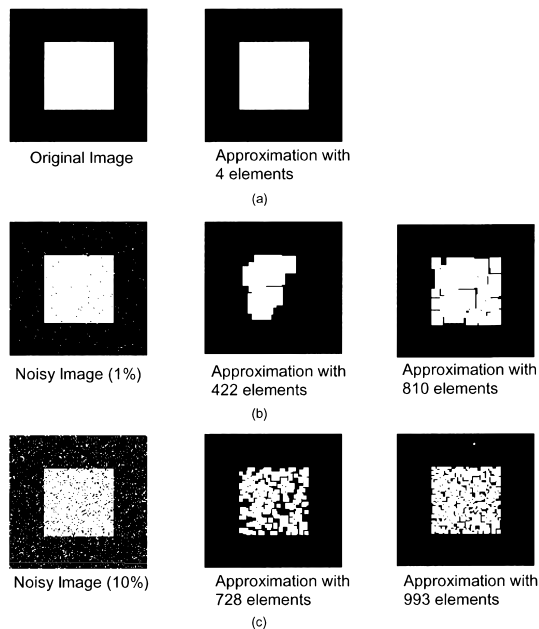 Original Image
Approximation with
4 elements
(a)
Noisy Image (1%)
Approximation with
422 elements
Approximation with
810 elements
(b)
Noisy Image (10%)
Approximation with
728 elements
Approximation with
993 elements
(c)